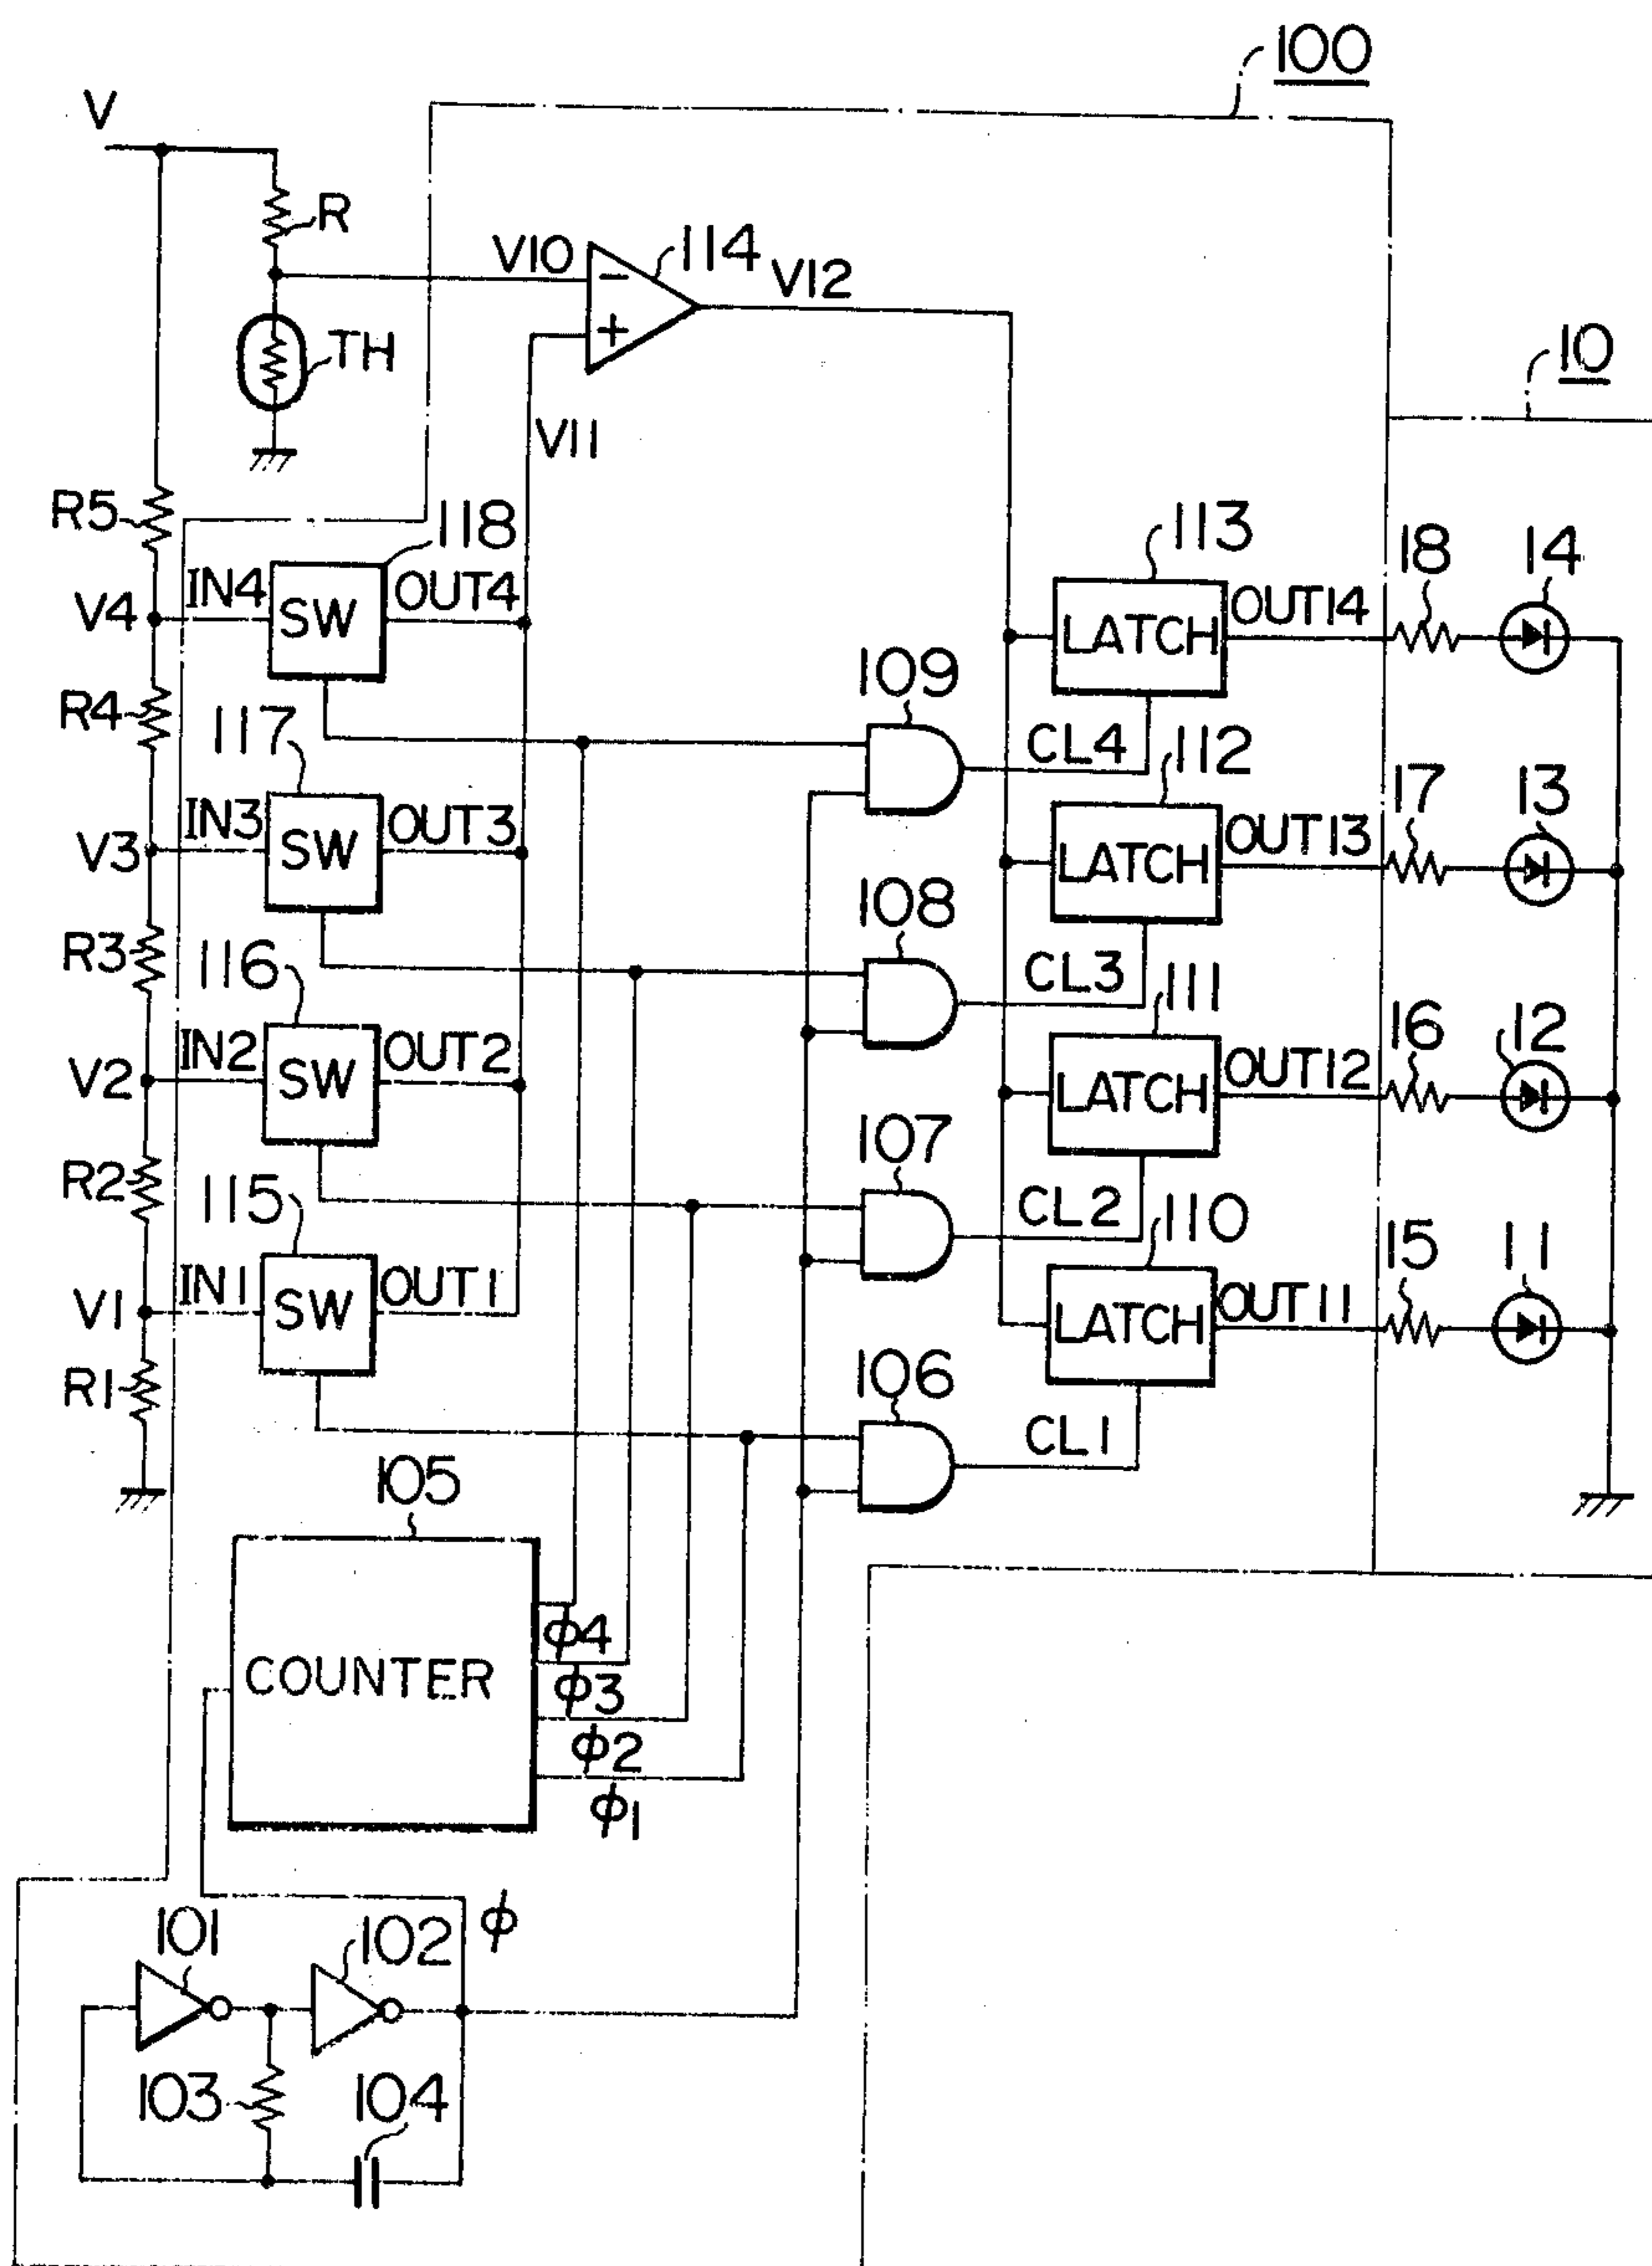 100
V
R
V10
114
V12
−
+
TH
10
V11
R5
118
113
18
14
IN4
SW
OUT4
LATCH
OUT14
V4
109
R4
117
CL4
112
17
13
IN3
SW
OUT3
LATCH
OUT13
V3
108
R3
116
CL3
111
16
12
IN2
SW
OUT2
LATCH
OUT12
V2
107
R2
115
CL2
110
15
11
IN1
SW
OUT1
LATCH
OUT11
V1
106
R1
CL1
105
COUNTER
ϕ4
ϕ3
ϕ2
ϕ1
ϕ
101
102
103
104